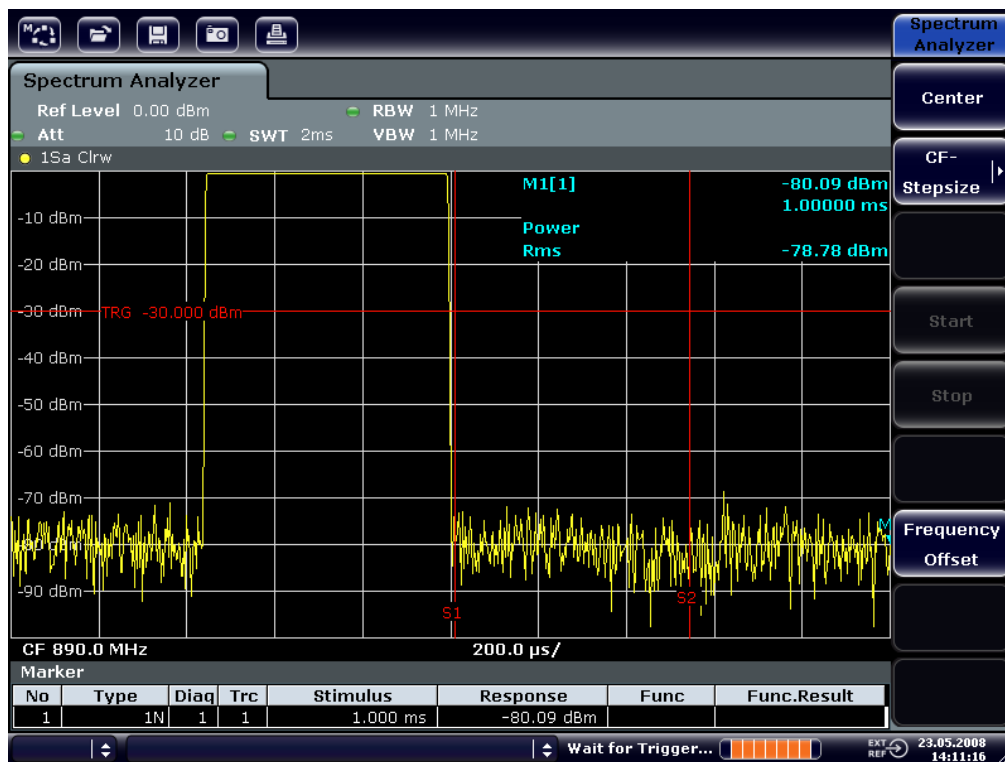 Spectrum Analyzer
Spectrum Analyzer
Ref Level 0.00 dBm RBW 1 MHz
Att 10 dB SWT 2ms VBW 1 MHz
1Sa Clrw
M1[1] -80.09 dBm
1.00000 ms
Power
Rms -78.78 dBm
-10 dBm
-20 dBm
-30 dBm
TRG -30.000 dBm
-40 dBm
-50 dBm
-60 dBm
-70 dBm
-80 dBm
-90 dBm
S1
S2
CF 890.0 MHz 200.0 µs/
Marker
No Type Diaq Trc Stimulus Response Func Func.Result
1 1N 1 1 1.000 ms -80.09 dBm
Wait for Trigger...
EXT REF
23.05.2008
14:11:16
Center
CF-
Stepsize
Start
Stop
Frequency
Offset